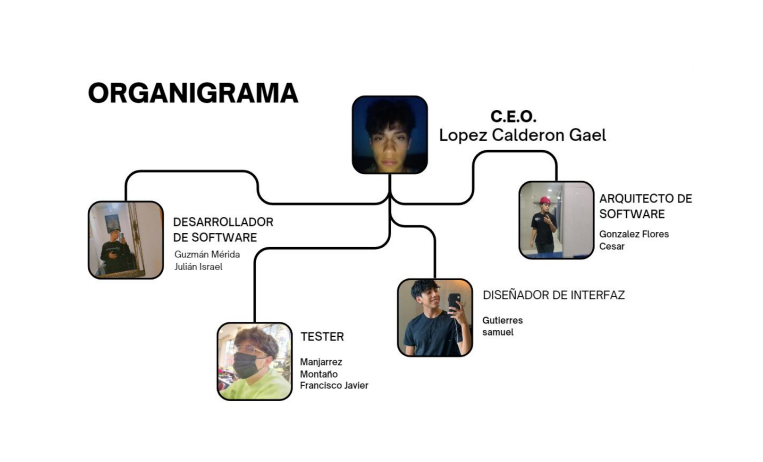 ORGANIGRAMA
C.E.O.
Lopez Calderon Gael
DESARROLLADOR
DE SOFTWARE
Guzmán Mérida
Julián Israel
ARQUITECTO DE
SOFTWARE
Gonzalez Flores
Cesar
DISEÑADOR DE INTERFAZ
Gutierres
samuel
TESTER
Manjarrez
Montaño
Francisco Javier